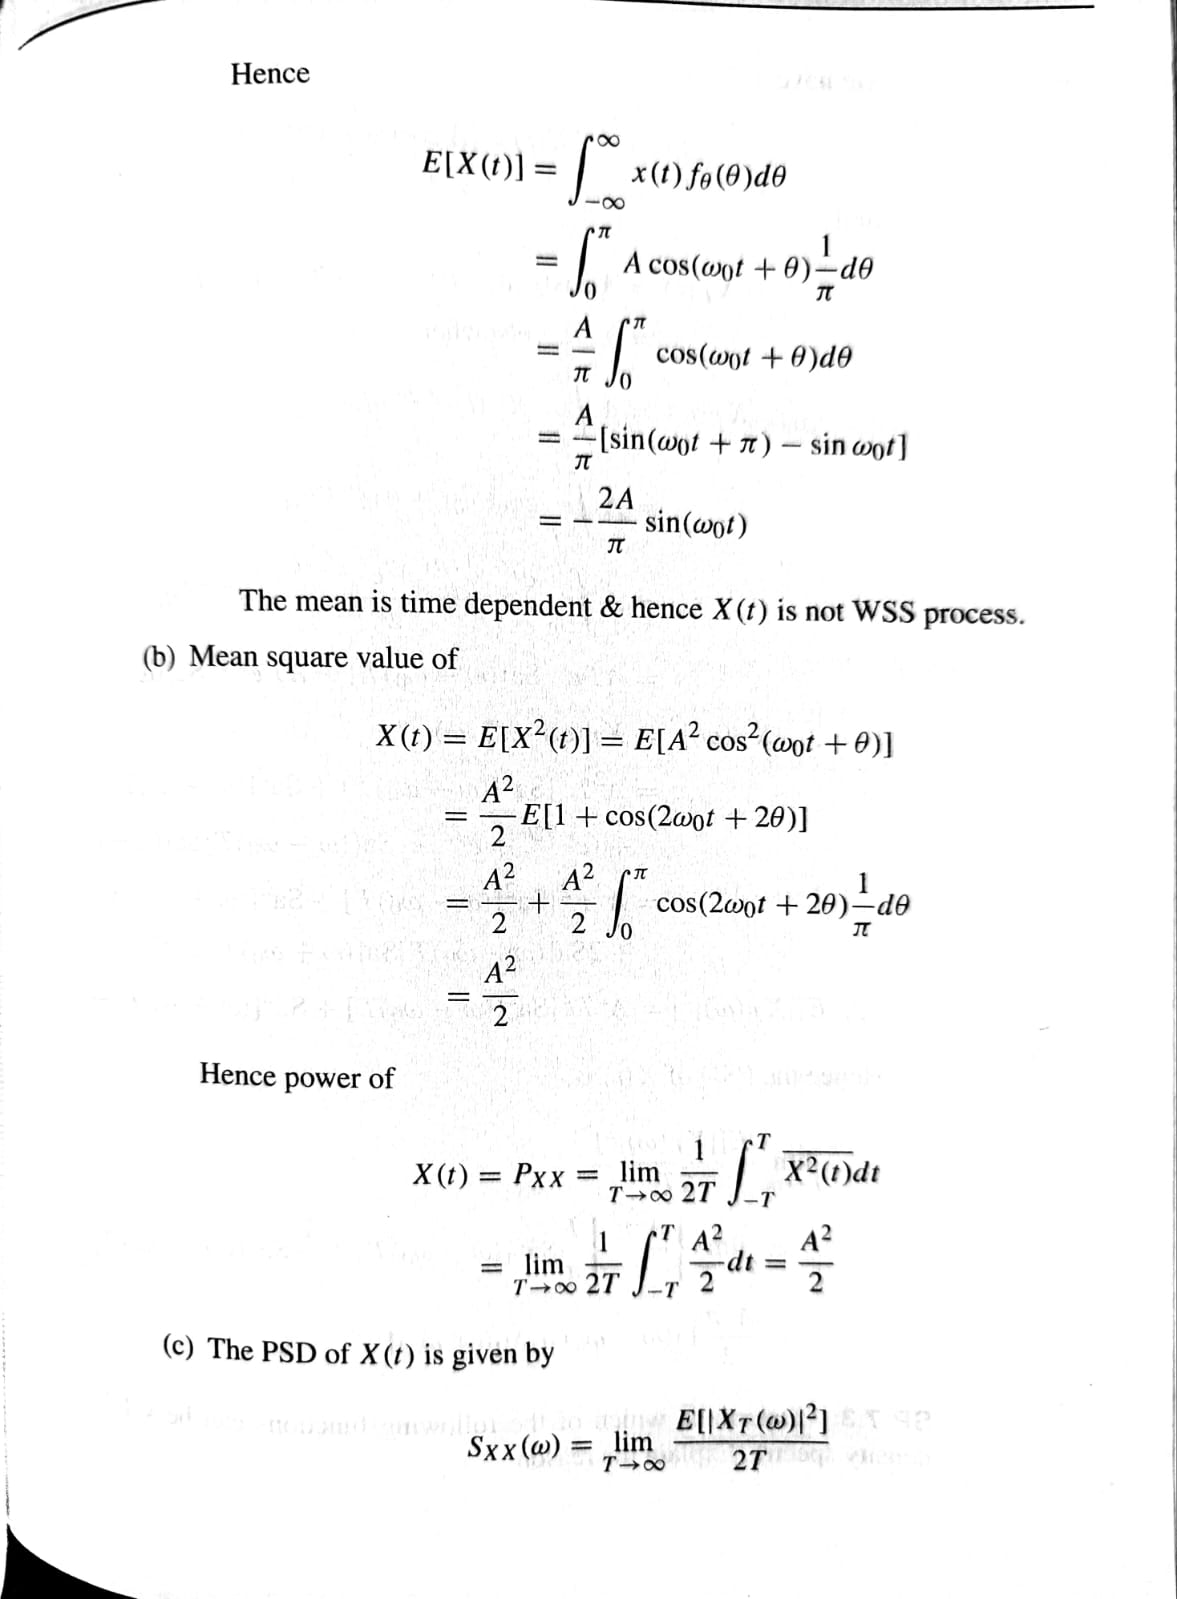 Hence
E[X(t)] = ∫_{-∞}^{∞} x(t) f_θ(θ)dθ
= ∫_0^π A cos(ω₀t + θ) 1/π dθ
= A/π ∫_0^π cos(ω₀t + θ)dθ
= A/π [sin(ω₀t + π) − sin ω₀t]
= − 2A/π sin(ω₀t)
The mean is time dependent & hence X(t) is not WSS process.
(b) Mean square value of
X(t) = E[X²(t)] = E[A² cos²(ω₀t + θ)]
= A²/2 E[1 + cos(2ω₀t + 2θ)]
= A²/2 + A²/2 ∫_0^π cos(2ω₀t + 2θ) 1/π dθ
= A²/2
Hence power of
X(t) = P_XX = lim_{T→∞} 1/2T ∫_{-T}^{T} \overline{X²(t)}dt
= lim_{T→∞} 1/2T ∫_{-T}^{T} A²/2 dt = A²/2
(c) The PSD of X(t) is given by
S_XX(ω) = lim_{T→∞} E[|X_T(ω)|²]/2T